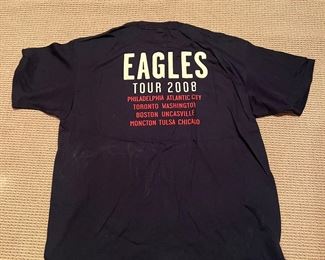 EAGLES
TOUR 2008
PHILADELPHIA ATLANTIC CITY
TORONTO WASHINGTON
BOSTON UNCASVILLE
MONCTON TULSA CHICAGO